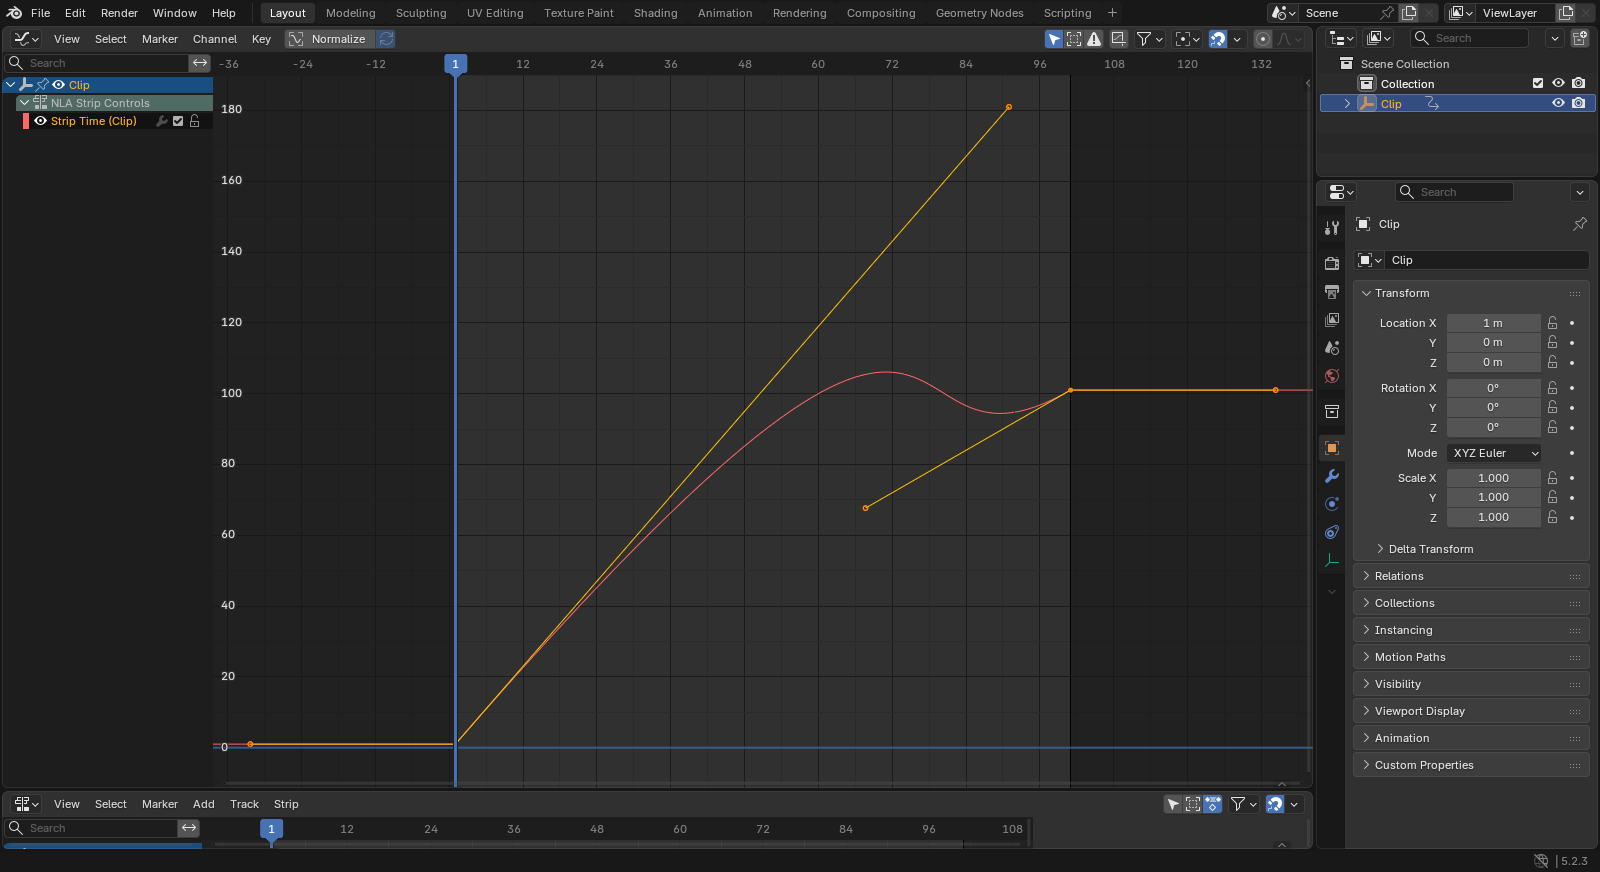 File Edit Render Window Help Layout Modeling Sculpting UV Editing Texture Paint Shading Animation Rendering Compositing Geometry Nodes Scripting + Scene ViewLayer
View Select Marker Channel Key Normalize
Search
-36 -24 -12 1 12 24 36 48 60 72 84 96 108 120 132
Clip
NLA Strip Controls
Strip Time (Clip)
180
160
140
120
100
80
60
40
20
0
View Select Marker Add Track Strip
Search
1 12 24 36 48 60 72 84 96 108
Search
Scene Collection
Collection
Clip
Search
Clip
Clip
Transform
Location X 1 m
Y 0 m
Z 0 m
Rotation X 0°
Y 0°
Z 0°
Mode XYZ Euler
Scale X 1.000
Y 1.000
Z 1.000
Delta Transform
Relations
Collections
Instancing
Motion Paths
Visibility
Viewport Display
Animation
Custom Properties
5.2.3